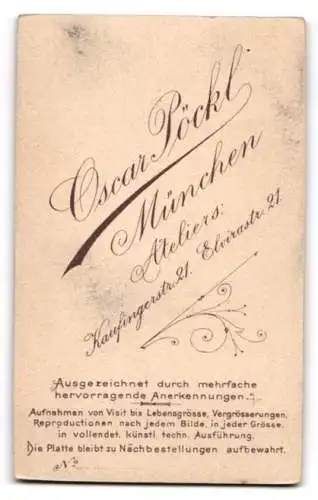 Oscar Pöckl
München
Ateliers:
Kaufingerstr. 21. Elvirastr. 21.
Ausgezeichnet durch mehrfache
hervorragende Anerkennungen.
Aufnahmen von Visit bis Lebensgrösse, Vergrösserungen,
Reproductionen nach jedem Bilde, in jeder Grösse,
in vollendet. künstl. techn. Ausführung.
Die Platte bleibt zu Nachbestellungen aufbewahrt.
No